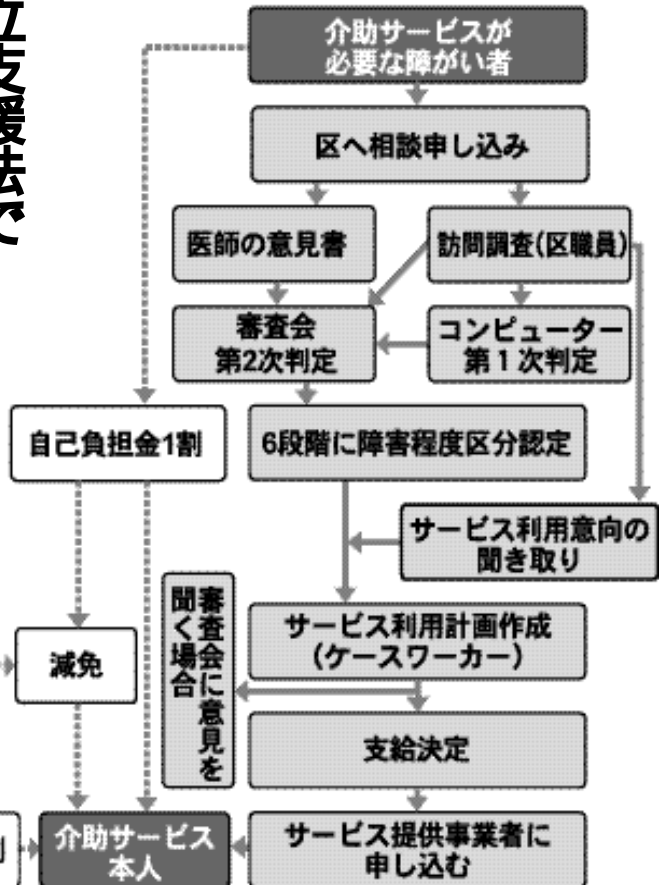 立支援法で
介助サービスが
必要な障がい者
区へ相談申し込み
医師の意見書
訪問調査(区職員)
審査会
第2次判定
コンピューター
第1次判定
自己負担金1割
6段階に障害程度区分認定
サービス利用意向の
聞き取り
審査会に意見を
聞く場合
サービス利用計画作成
(ケースワーカー)
減免
支給決定
介助サービス
本人
サービス提供事業者に
申し込む